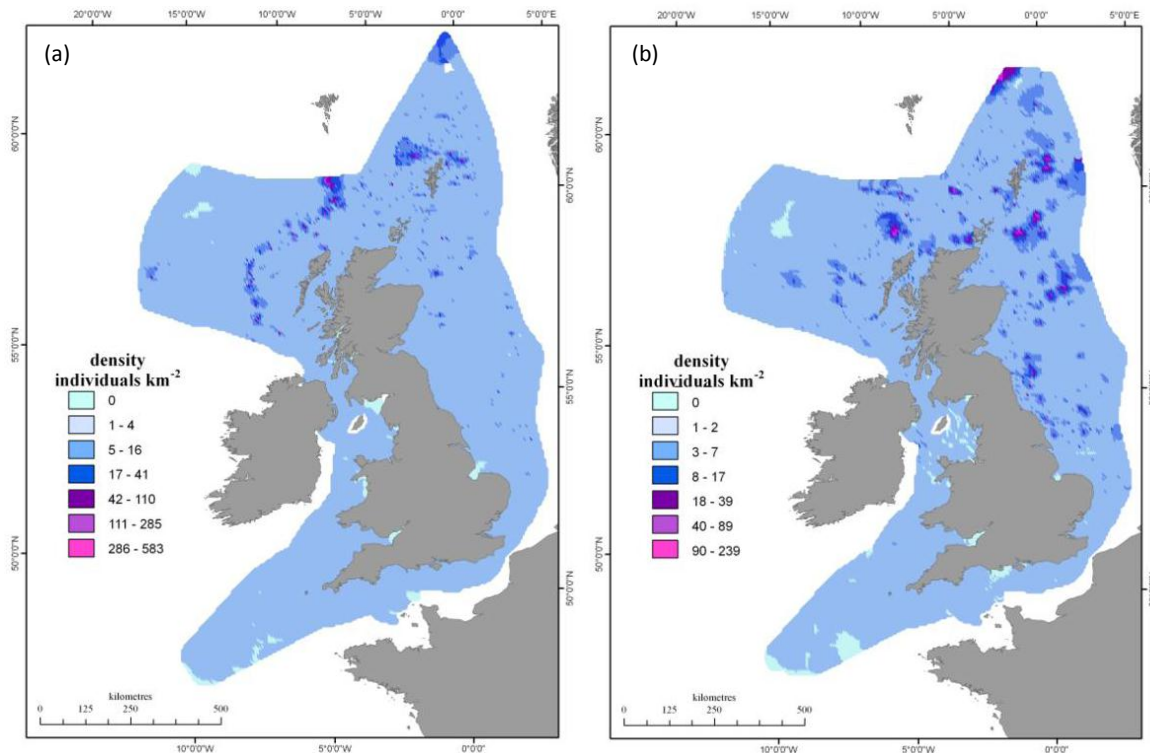 20°0'0"W 15°0'0"W 10°0'0"W 5°0'0"W 0°0'0" 5°0'0"E
(a)
60°0'0"N
55°0'0"N
50°0'0"N
60°0'0"N
55°0'0"N
50°0'0"N
density
individuals km-2
0
1 - 4
5 - 16
17 - 41
42 - 110
111 - 285
286 - 583
kilometres
0 250 500
10°0'0"W 5°0'0"W 0°0'0"
20°0'0"W 15°0'0"W 10°0'0"W 5°0'0"W 0°0'0" 5°0'0"E
(b)
60°0'0"N
55°0'0"N
50°0'0"N
60°0'0"N
55°0'0"N
50°0'0"N
density
individuals km-2
0
1 - 2
3 - 7
8 - 17
18 - 39
40 - 89
90 - 239
kilometres
0 250 500
10°0'0"W 5°0'0"W 0°0'0"